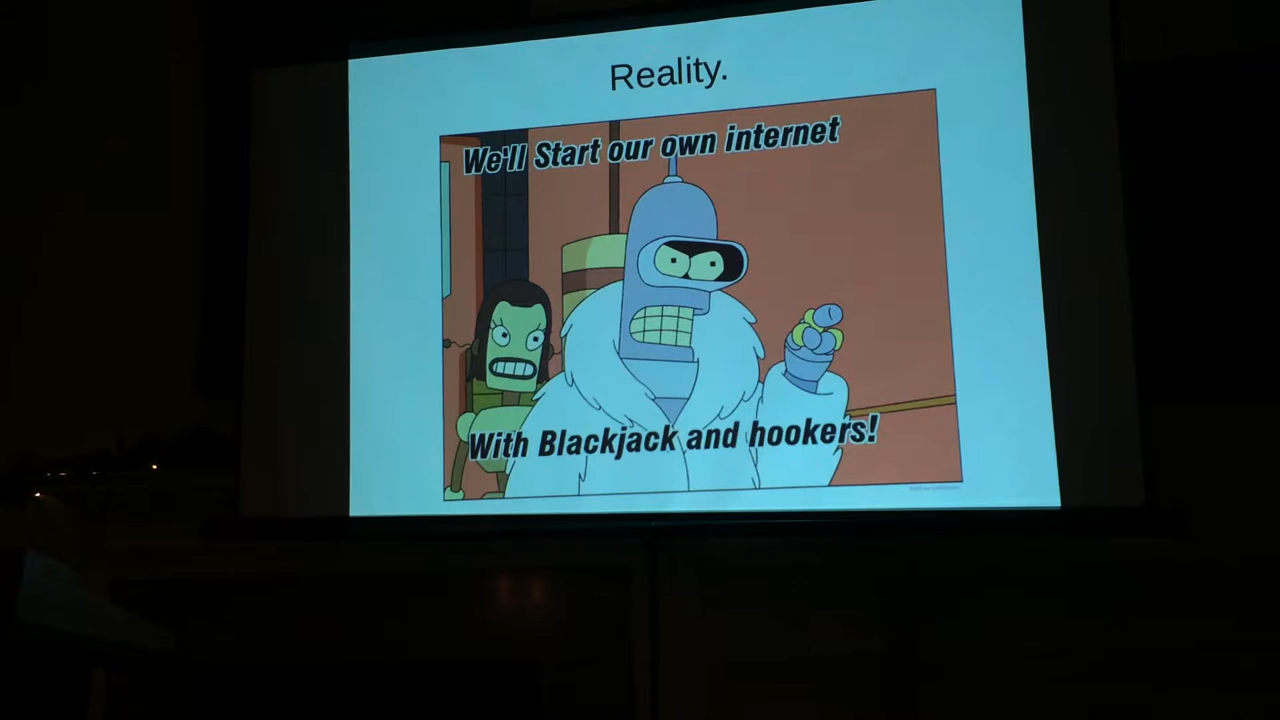 Reality.
We'll Start our own internet
With Blackjack and hookers!